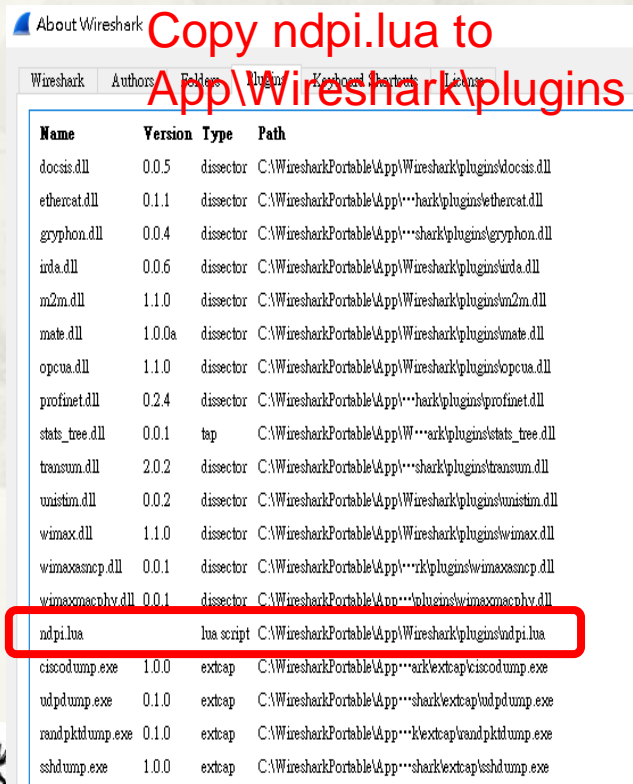 About Wireshark
Copy ndpi.lua to
App\Wireshark\plugins
Wireshark Authors Folders Plugins Keyboard Shortcuts License
Name Version Type Path
docsis.dll 0.0.5 dissector C:\WiresharkPortable\App\Wireshark\plugins\docsis.dll
ethercat.dll 0.1.1 dissector C:\WiresharkPortable\App\···hark\plugins\ethercat.dll
gryphon.dll 0.0.4 dissector C:\WiresharkPortable\App\···shark\plugins\gryphon.dll
irda.dll 0.0.6 dissector C:\WiresharkPortable\App\Wireshark\plugins\irda.dll
m2m.dll 1.1.0 dissector C:\WiresharkPortable\App\Wireshark\plugins\m2m.dll
mate.dll 1.0.0a dissector C:\WiresharkPortable\App\Wireshark\plugins\mate.dll
opcua.dll 1.1.0 dissector C:\WiresharkPortable\App\Wireshark\plugins\opcua.dll
profinet.dll 0.2.4 dissector C:\WiresharkPortable\App\···hark\plugins\profinet.dll
stats_tree.dll 0.0.1 tap C:\WiresharkPortable\App\W···ark\plugins\stats_tree.dll
transum.dll 2.0.2 dissector C:\WiresharkPortable\App\···shark\plugins\transum.dll
unistim.dll 0.0.2 dissector C:\WiresharkPortable\App\Wireshark\plugins\unistim.dll
wimax.dll 1.1.0 dissector C:\WiresharkPortable\App\Wireshark\plugins\wimax.dll
wimaxasncp.dll 0.0.1 dissector C:\WiresharkPortable\App\···rk\plugins\wimaxasncp.dll
wimaxmacphy.dll 0.0.1 dissector C:\WiresharkPortable\App···\plugins\wimaxmacphy.dll
ndpi.lua lua script C:\WiresharkPortable\App\Wireshark\plugins\ndpi.lua
ciscodump.exe 1.0.0 extcap C:\WiresharkPortable\App···ark\extcap\ciscodump.exe
udpdump.exe 0.1.0 extcap C:\WiresharkPortable\App···shark\extcap\udpdump.exe
randpktdump.exe 0.1.0 extcap C:\WiresharkPortable\App···k\extcap\randpktdump.exe
sshdump.exe 1.0.0 extcap C:\WiresharkPortable\App···shark\extcap\sshdump.exe